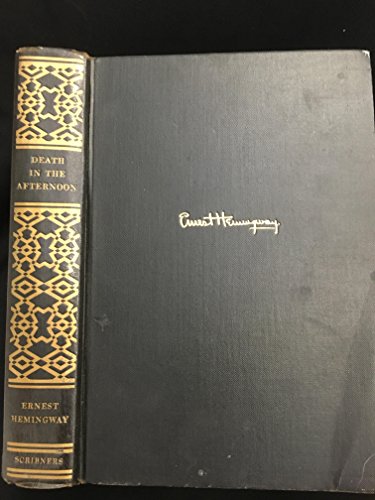 DEATH
IN THE
AFTERNOON
ERNEST
HEMINGWAY
SCRIBNERS
Ernest Hemingway